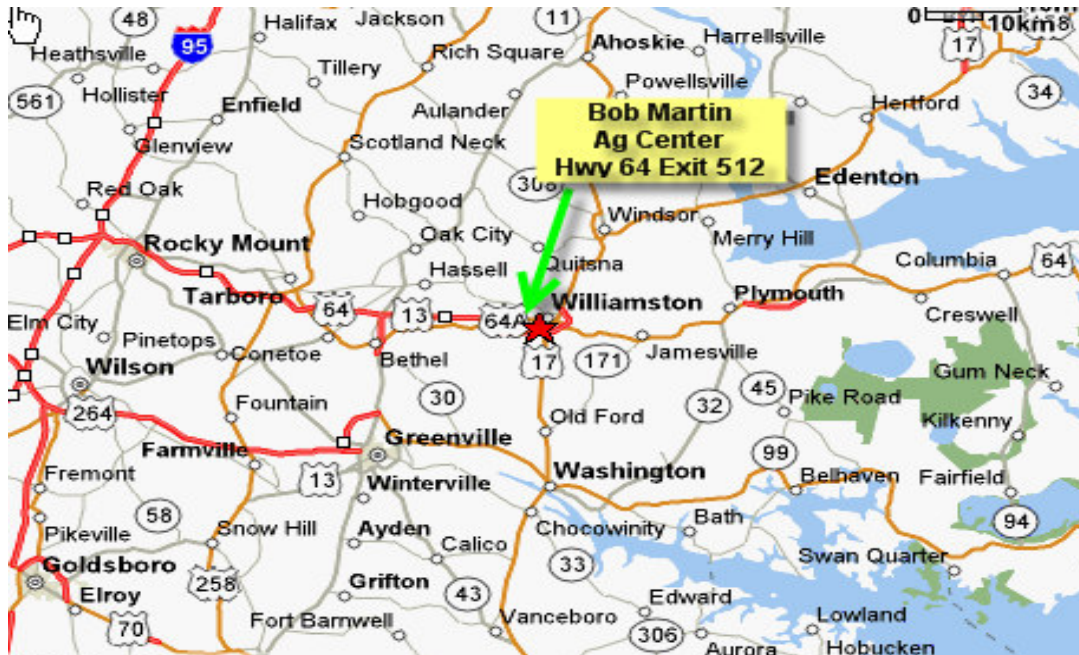 48
Halifax
Jackson
11
Harrellsville
0
10km
17
95
Heathsville
Rich Square
Ahoskie
Tillery
Powellsville
561
Hollister
Enfield
Aulander
34
Bob Martin
Ag Center
Hwy 64 Exit 512
Hertford
Glenview
Scotland Neck
308
Edenton
Red Oak
Hobgood
Windsor
Rocky Mount
Oak City
Merry Hill
Hassell
Quitsna
Columbia
64
Tarboro
64
13
64A
Williamston
Plymouth
Elm City
Creswell
Pinetops
Conetoe
Bethel
17
171
Jamesville
Wilson
Gum Neck
264
Fountain
30
32
45
Pike Road
Old Ford
Kilkenny
Greenville
Farmville
99
Fremont
13
Winterville
Washington
Belhaven
Fairfield
58
Pikeville
Snow Hill
Ayden
Chocowinity
Bath
94
Calico
Swan Quarter
Goldsboro
258
33
Elroy
Grifton
43
Edward
70
Fort Barnwell
Vanceboro
306
Lowland
Aurora
Hobucken